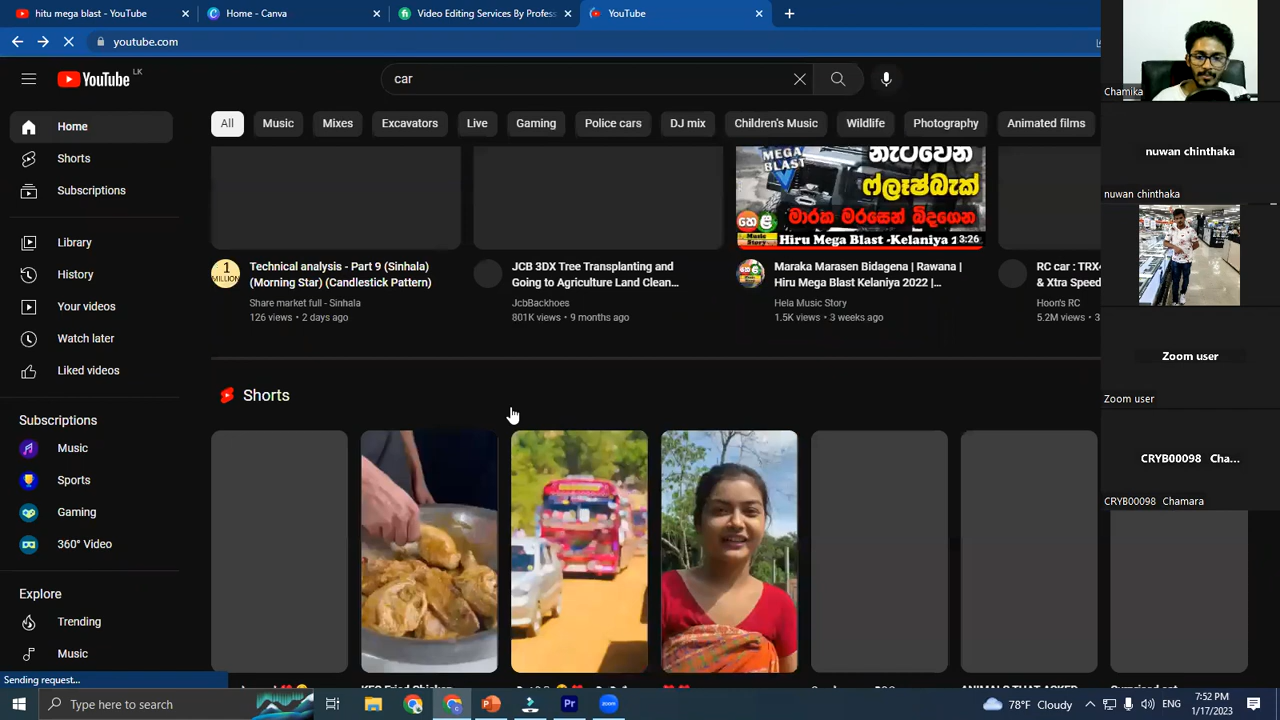 hitu mega blast - YouTube
Home - Canva
Video Editing Services By Profess
YouTube
youtube.com
YouTube LK
car
Home
Shorts
Subscriptions
Library
History
Your videos
Watch later
Liked videos
Subscriptions
Music
Sports
Gaming
360° Video
Explore
Trending
Music
All
Music
Mixes
Excavators
Live
Gaming
Police cars
DJ mix
Children's Music
Wildlife
Photography
Animated films
MEGA
BLAST
නැටවෙන
ෆ්ලෑෂ්බැක්
මාරක මරසෙන් බිදගෙන
හෙළ
Music
Story
Hiru Mega Blast -Kelaniya
3:26
1
MILLION
Technical analysis - Part 9 (Sinhala)
(Morning Star) (Candlestick Pattern)
Share market full - Sinhala
126 views • 2 days ago
JCB 3DX Tree Transplanting and
Going to Agriculture Land Clean...
JcbBackhoes
801K views • 9 months ago
Maraka Marasen Bidagena | Rawana |
Hiru Mega Blast Kelaniya 2022 |...
Hela Music Story
1.5K views • 3 weeks ago
RC car : TRX4
& Xtra Speed
Hoon's RC
5.2M views • 3
Shorts
KFC Fried Chicken
ANIMALS THAT ASKED
Sending request...
Chamika
nuwan chinthaka
nuwan chinthaka
Zoom user
Zoom user
CRYB00098 Cha...
CRYB00098 Chamara
Type here to search
zoom
78°F Cloudy
ENG
7:52 PM
1/17/2023